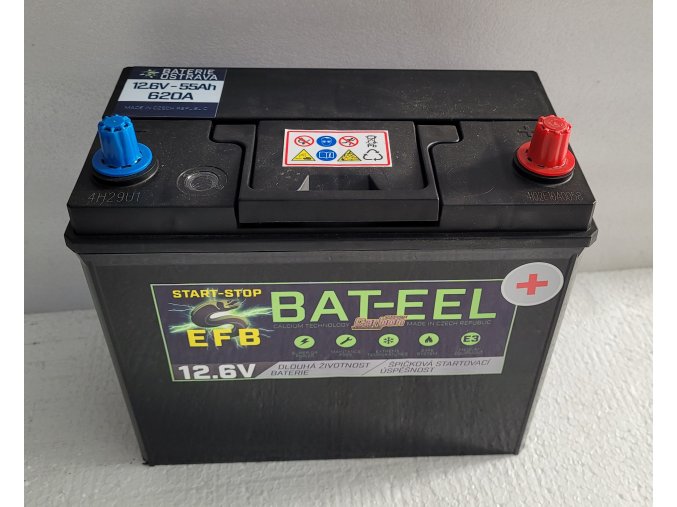 BATERIE
OSTRAVA
12.6V - 55Ah
620A
MADE IN CZECH REPUBLIC
4H29U1
START-STOP
EFB
BAT-EEL
CALCIUM TECHNOLOGY
MADE IN CZECH REPUBLIC
E3
12.6V
DLOUHÁ ŽIVOTNOST
BATERIE
ŠPIČKOVÁ STARTOVACÍ
ÚSPĚŠNOST